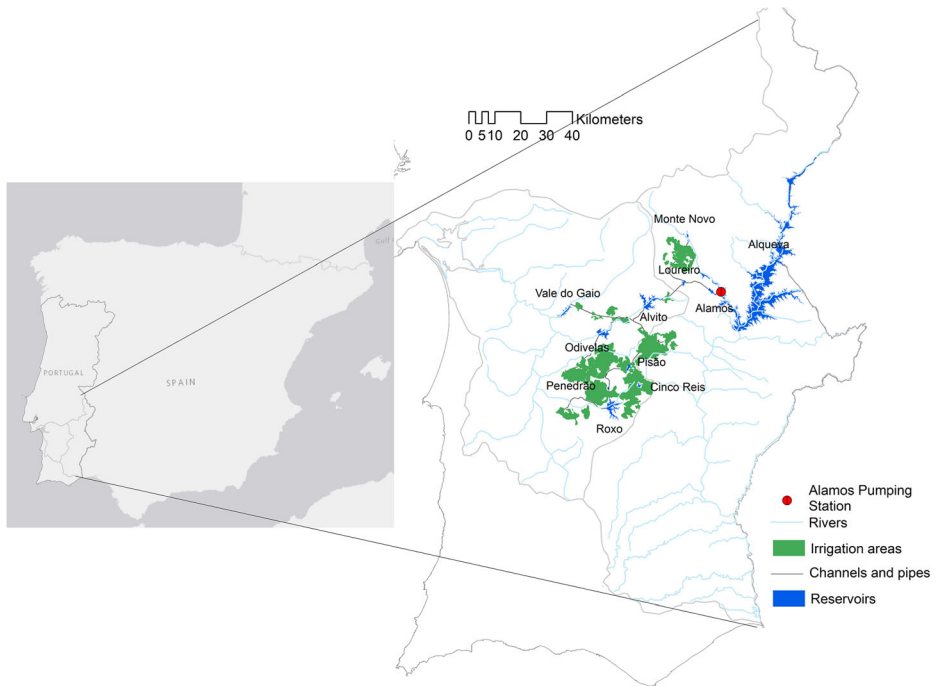 Kilometers
0 5 10 20 30 40
Monte Novo
Alqueva
Loureiro
Vale do Gaio
Alamos
Alvito
Odivelas
Pisão
Penedrão
Cinco Reis
Roxo
PORTUGAL
SPAIN
Alamos Pumping
Station
Rivers
Irrigation areas
Channels and pipes
Reservoirs